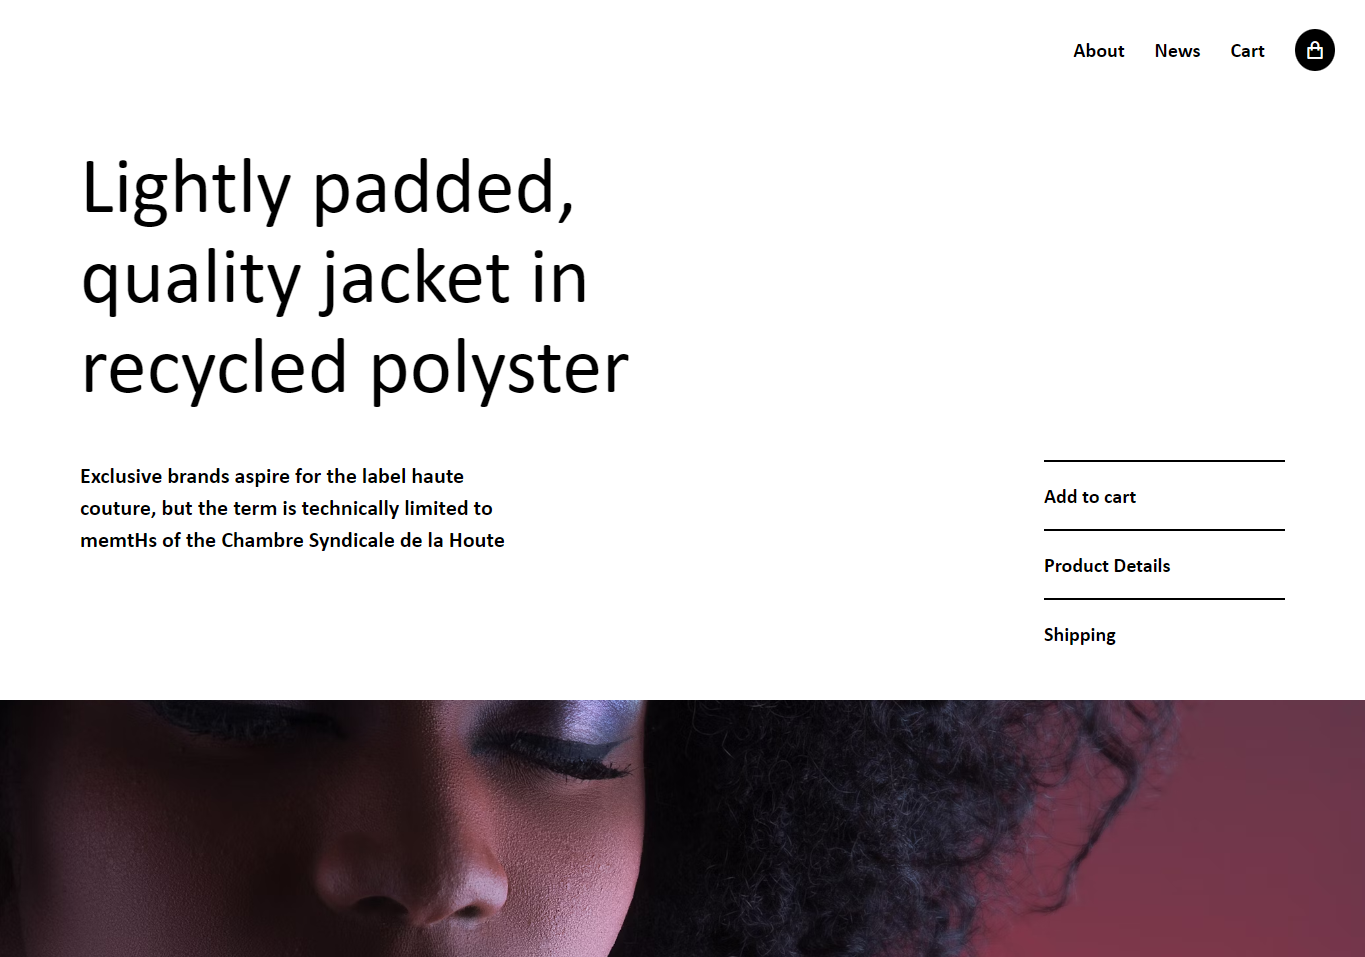 About News Cart
Lightly padded,
quality jacket in
recycled polyster
Exclusive brands aspire for the label haute
couture, but the term is technically limited to
memtHs of the Chambre Syndicale de la Houte
Add to cart
Product Details
Shipping